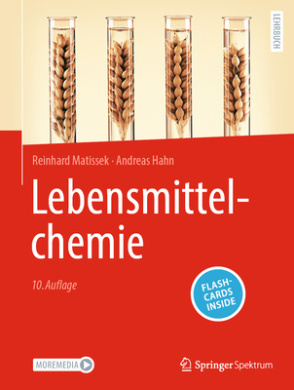 LEHRBUCH
Reinhard Matissek · Andreas Hahn
Lebensmittel-
chemie
10. Auflage
FLASH-
CARDS
INSIDE
MOREMEDIA
Springer Spektrum